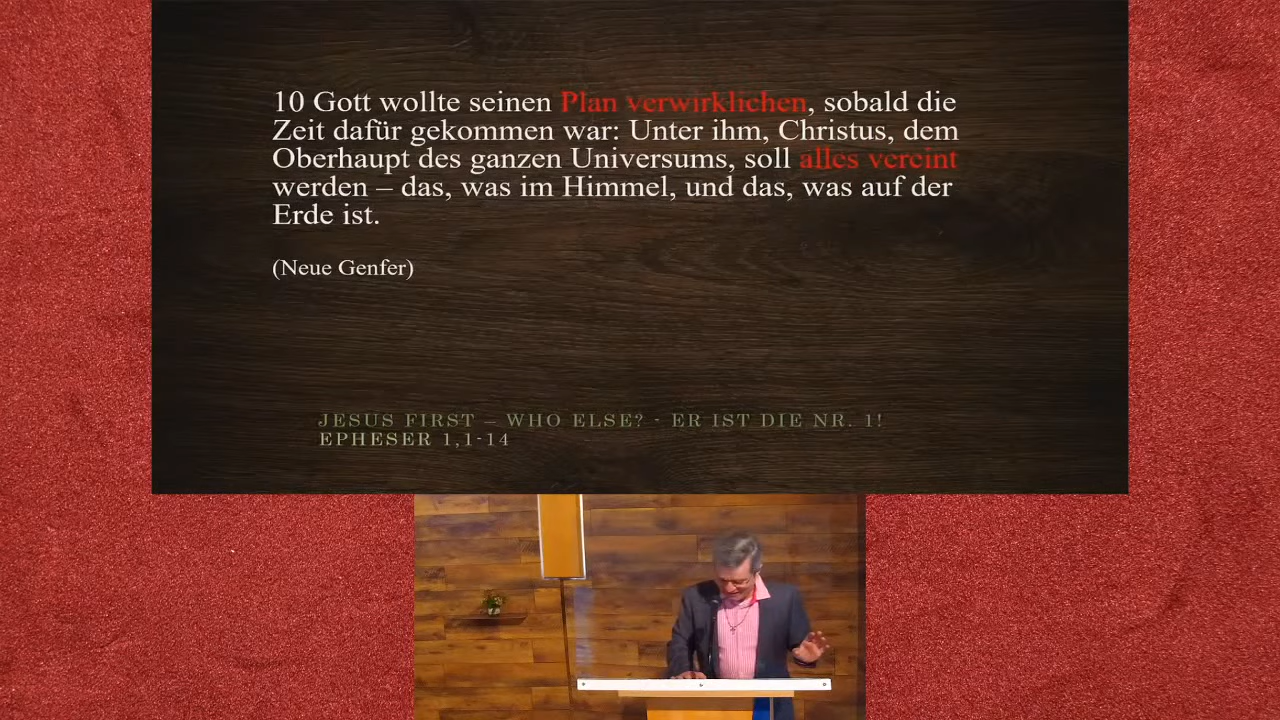 10 Gott wollte seinen Plan verwirklichen, sobald die
Zeit dafür gekommen war: Unter ihm, Christus, dem
Oberhaupt des ganzen Universums, soll alles vereint
werden – das, was im Himmel, und das, was auf der
Erde ist.
(Neue Genfer)
JESUS FIRST – WHO ELSE? - ER IST DIE NR. 1!
EPHESER 1,1-14